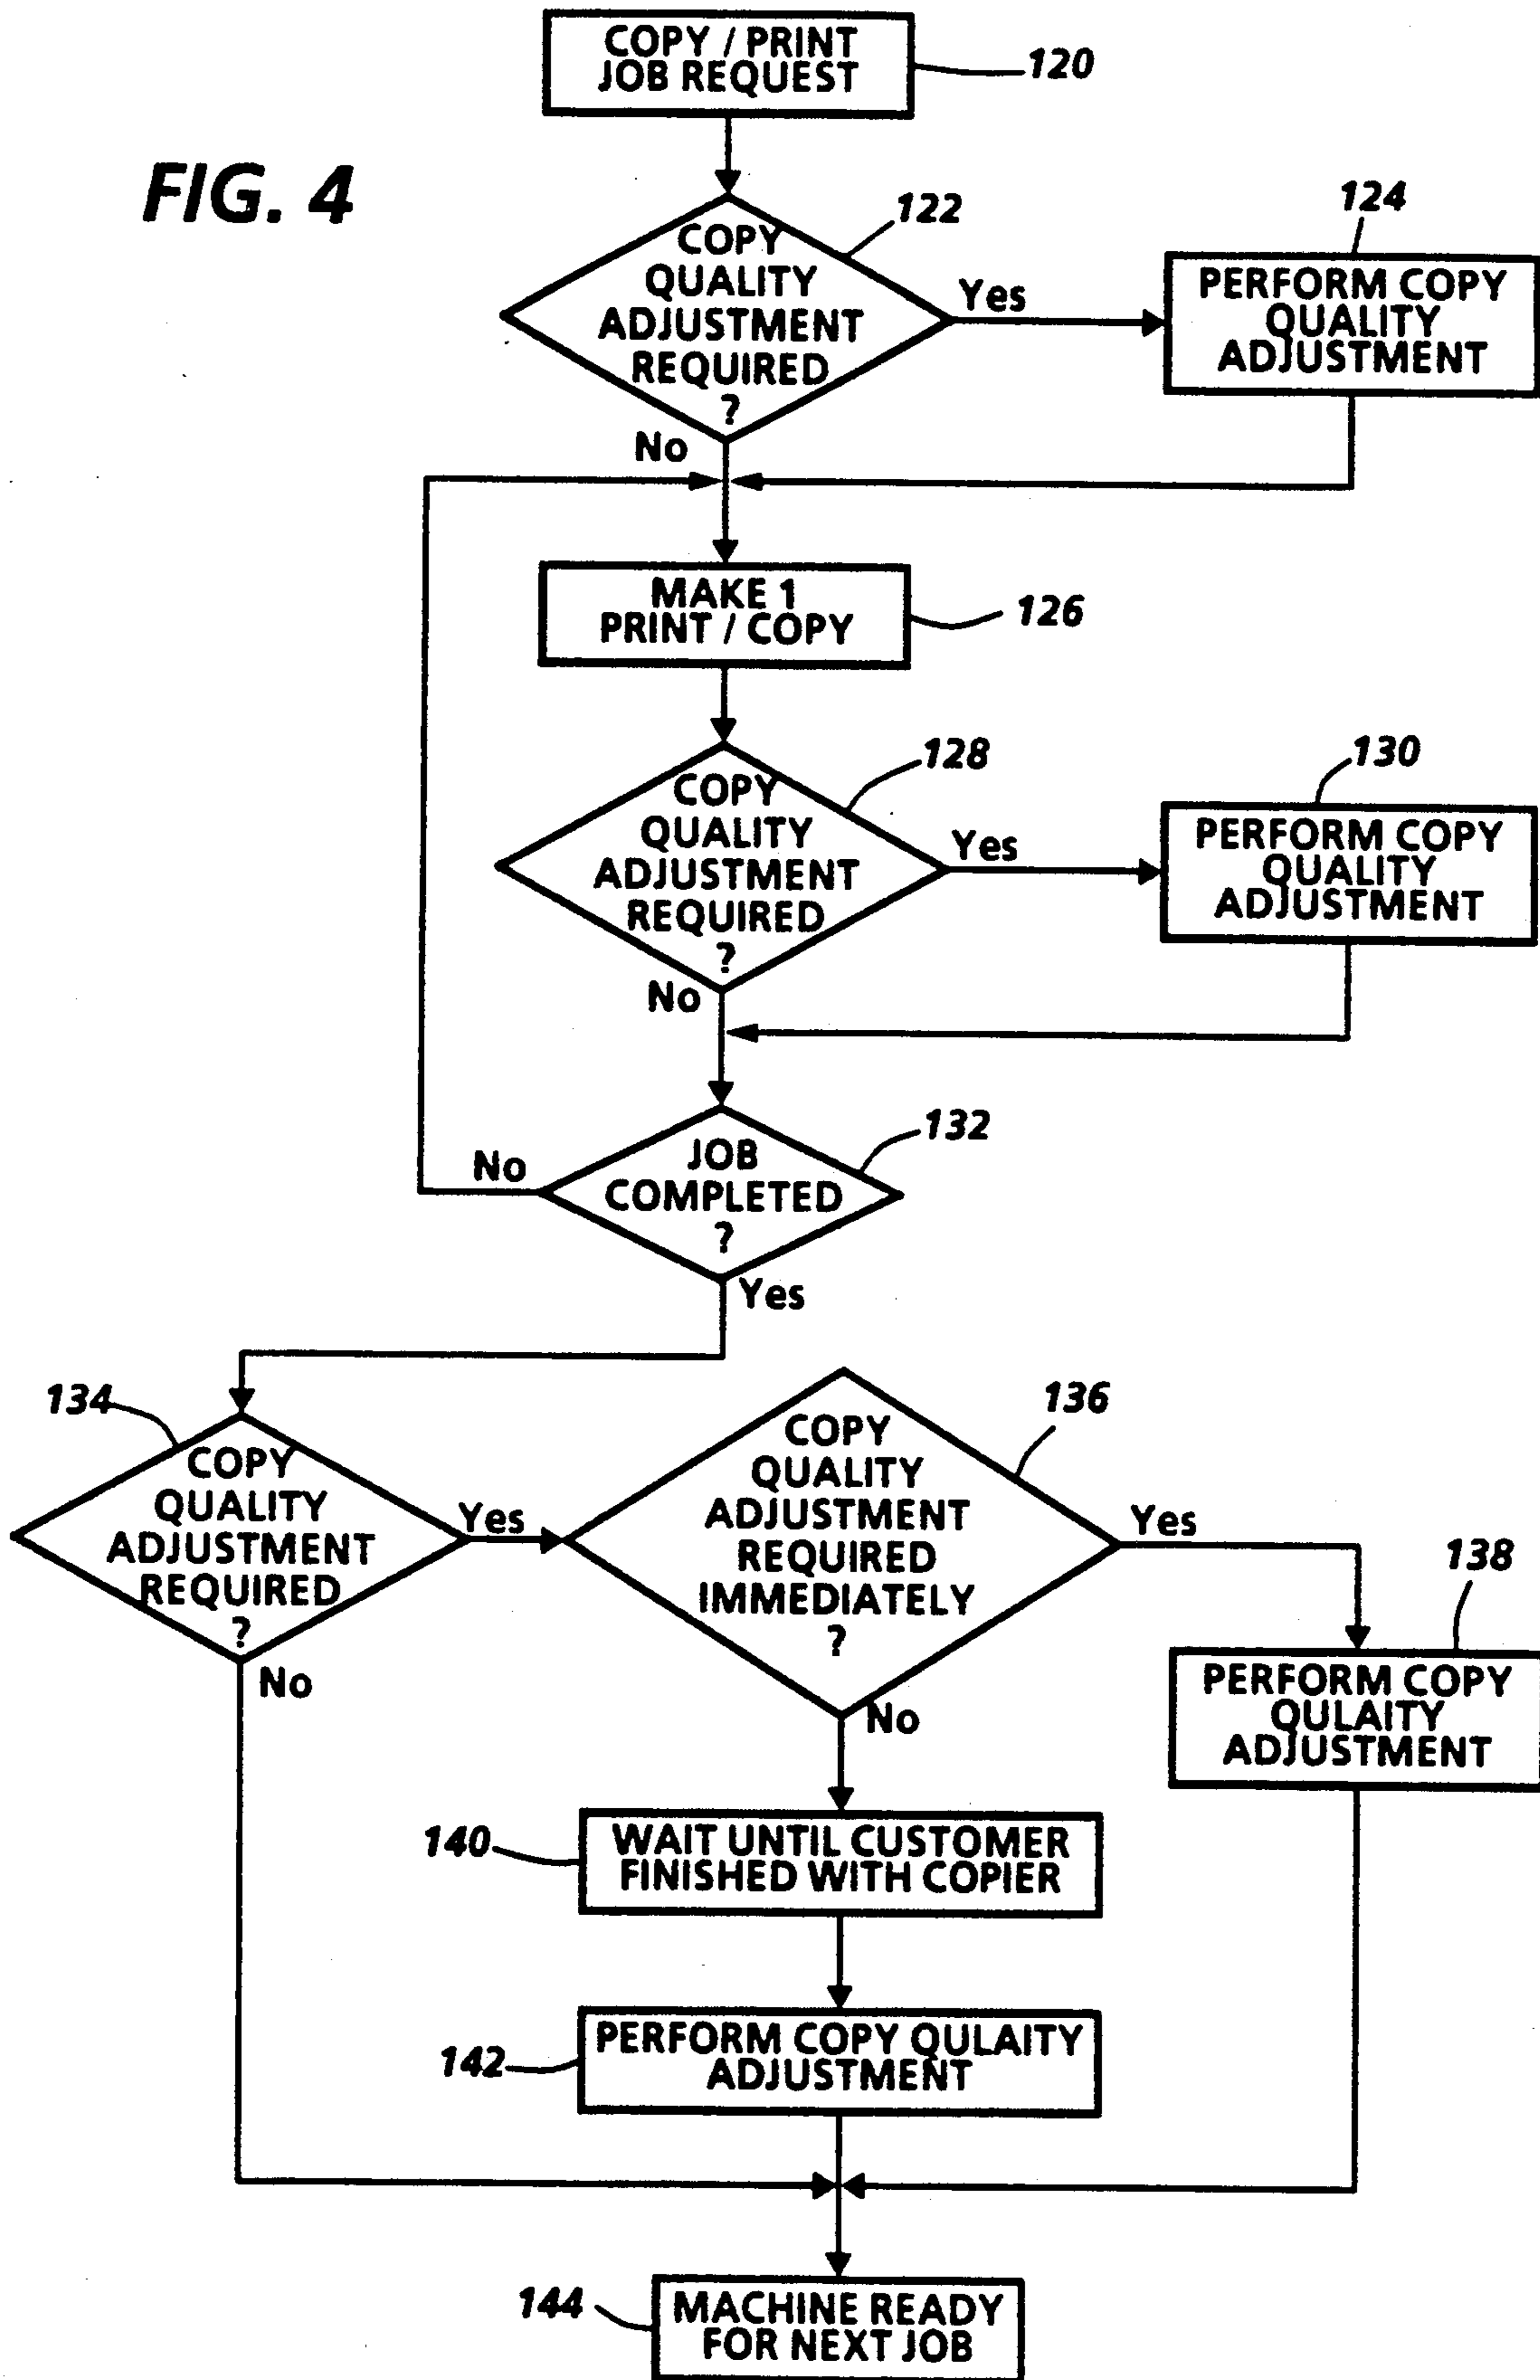 COPY / PRINT
JOB REQUEST
120
FIG. 4
122
124
COPY
QUALITY
ADJUSTMENT
REQUIRED
?
Yes
PERFORM COPY
QUALITY
ADJUSTMENT
No
MAKE 1
PRINT / COPY
126
128
130
COPY
QUALITY
ADJUSTMENT
REQUIRED
?
Yes
PERFORM COPY
QUALITY
ADJUSTMENT
No
132
JOB
COMPLETED
?
No
Yes
134
COPY
QUALITY
ADJUSTMENT
REQUIRED
?
Yes
No
136
COPY
QUALITY
ADJUSTMENT
REQUIRED
IMMEDIATELY
?
Yes
No
138
PERFORM COPY
QULAITY
ADJUSTMENT
140
WAIT UNTIL CUSTOMER
FINISHED WITH COPIER
142
PERFORM COPY QULAITY
ADJUSTMENT
144
MACHINE READY
FOR NEXT JOB